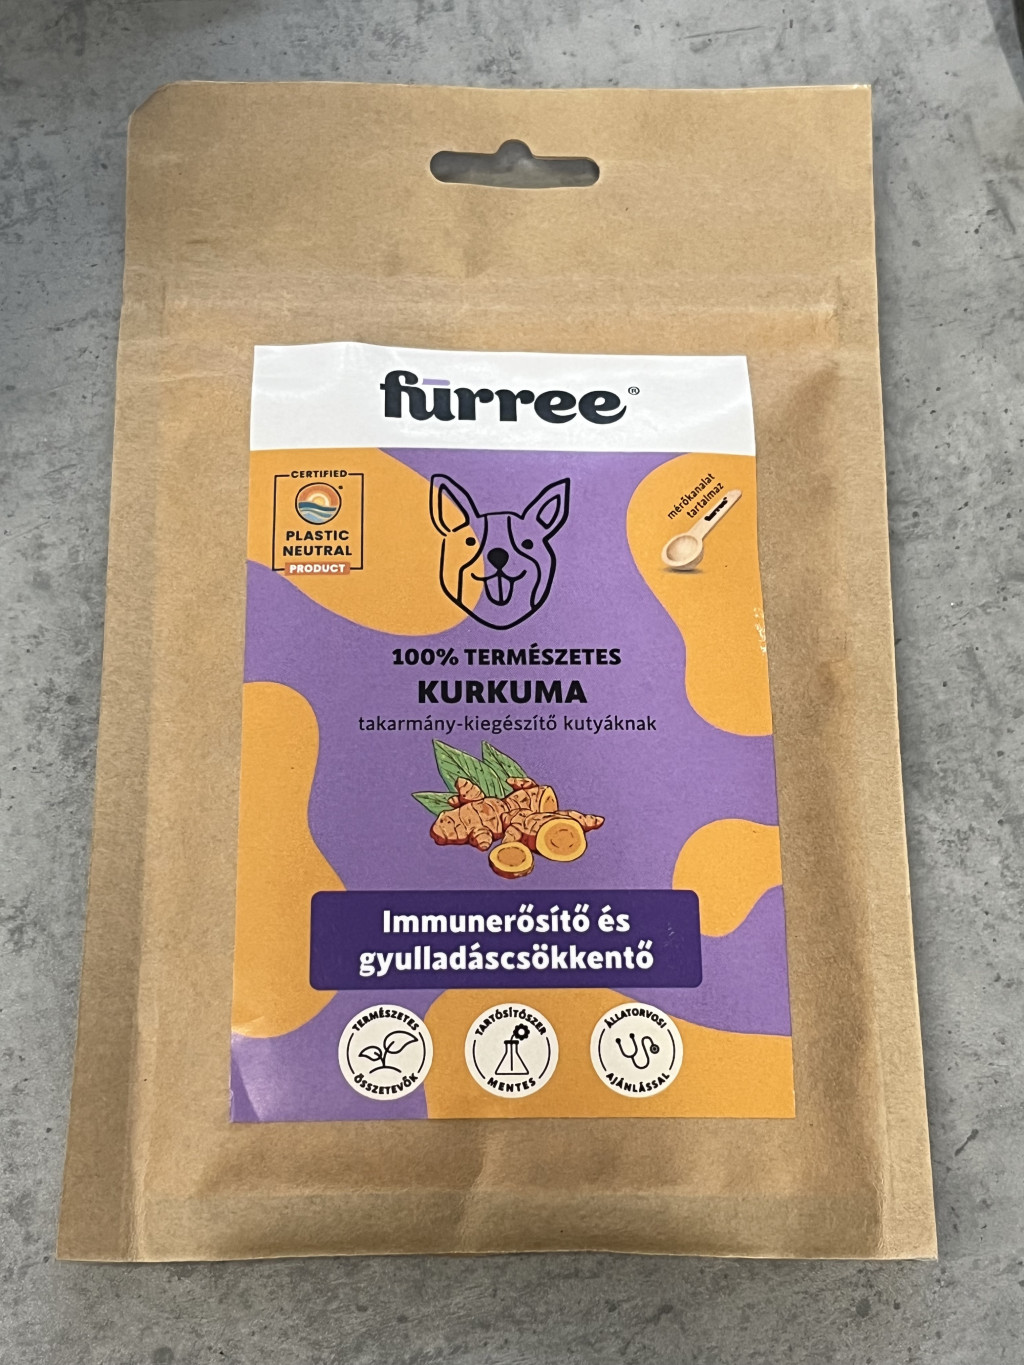 fūrree®
CERTIFIED
PLASTIC
NEUTRAL
PRODUCT
mérőkanalat
tartalmaz
fūrree
100% TERMÉSZETES
KURKUMA
takarmány-kiegészítő kutyáknak
Immunerősítő és
gyulladáscsökkentő
TERMÉSZETES
ÖSSZETEVŐK
TARTÓSÍTÓSZER
MENTES
ÁLLATORVOSI
AJÁNLÁSSAL